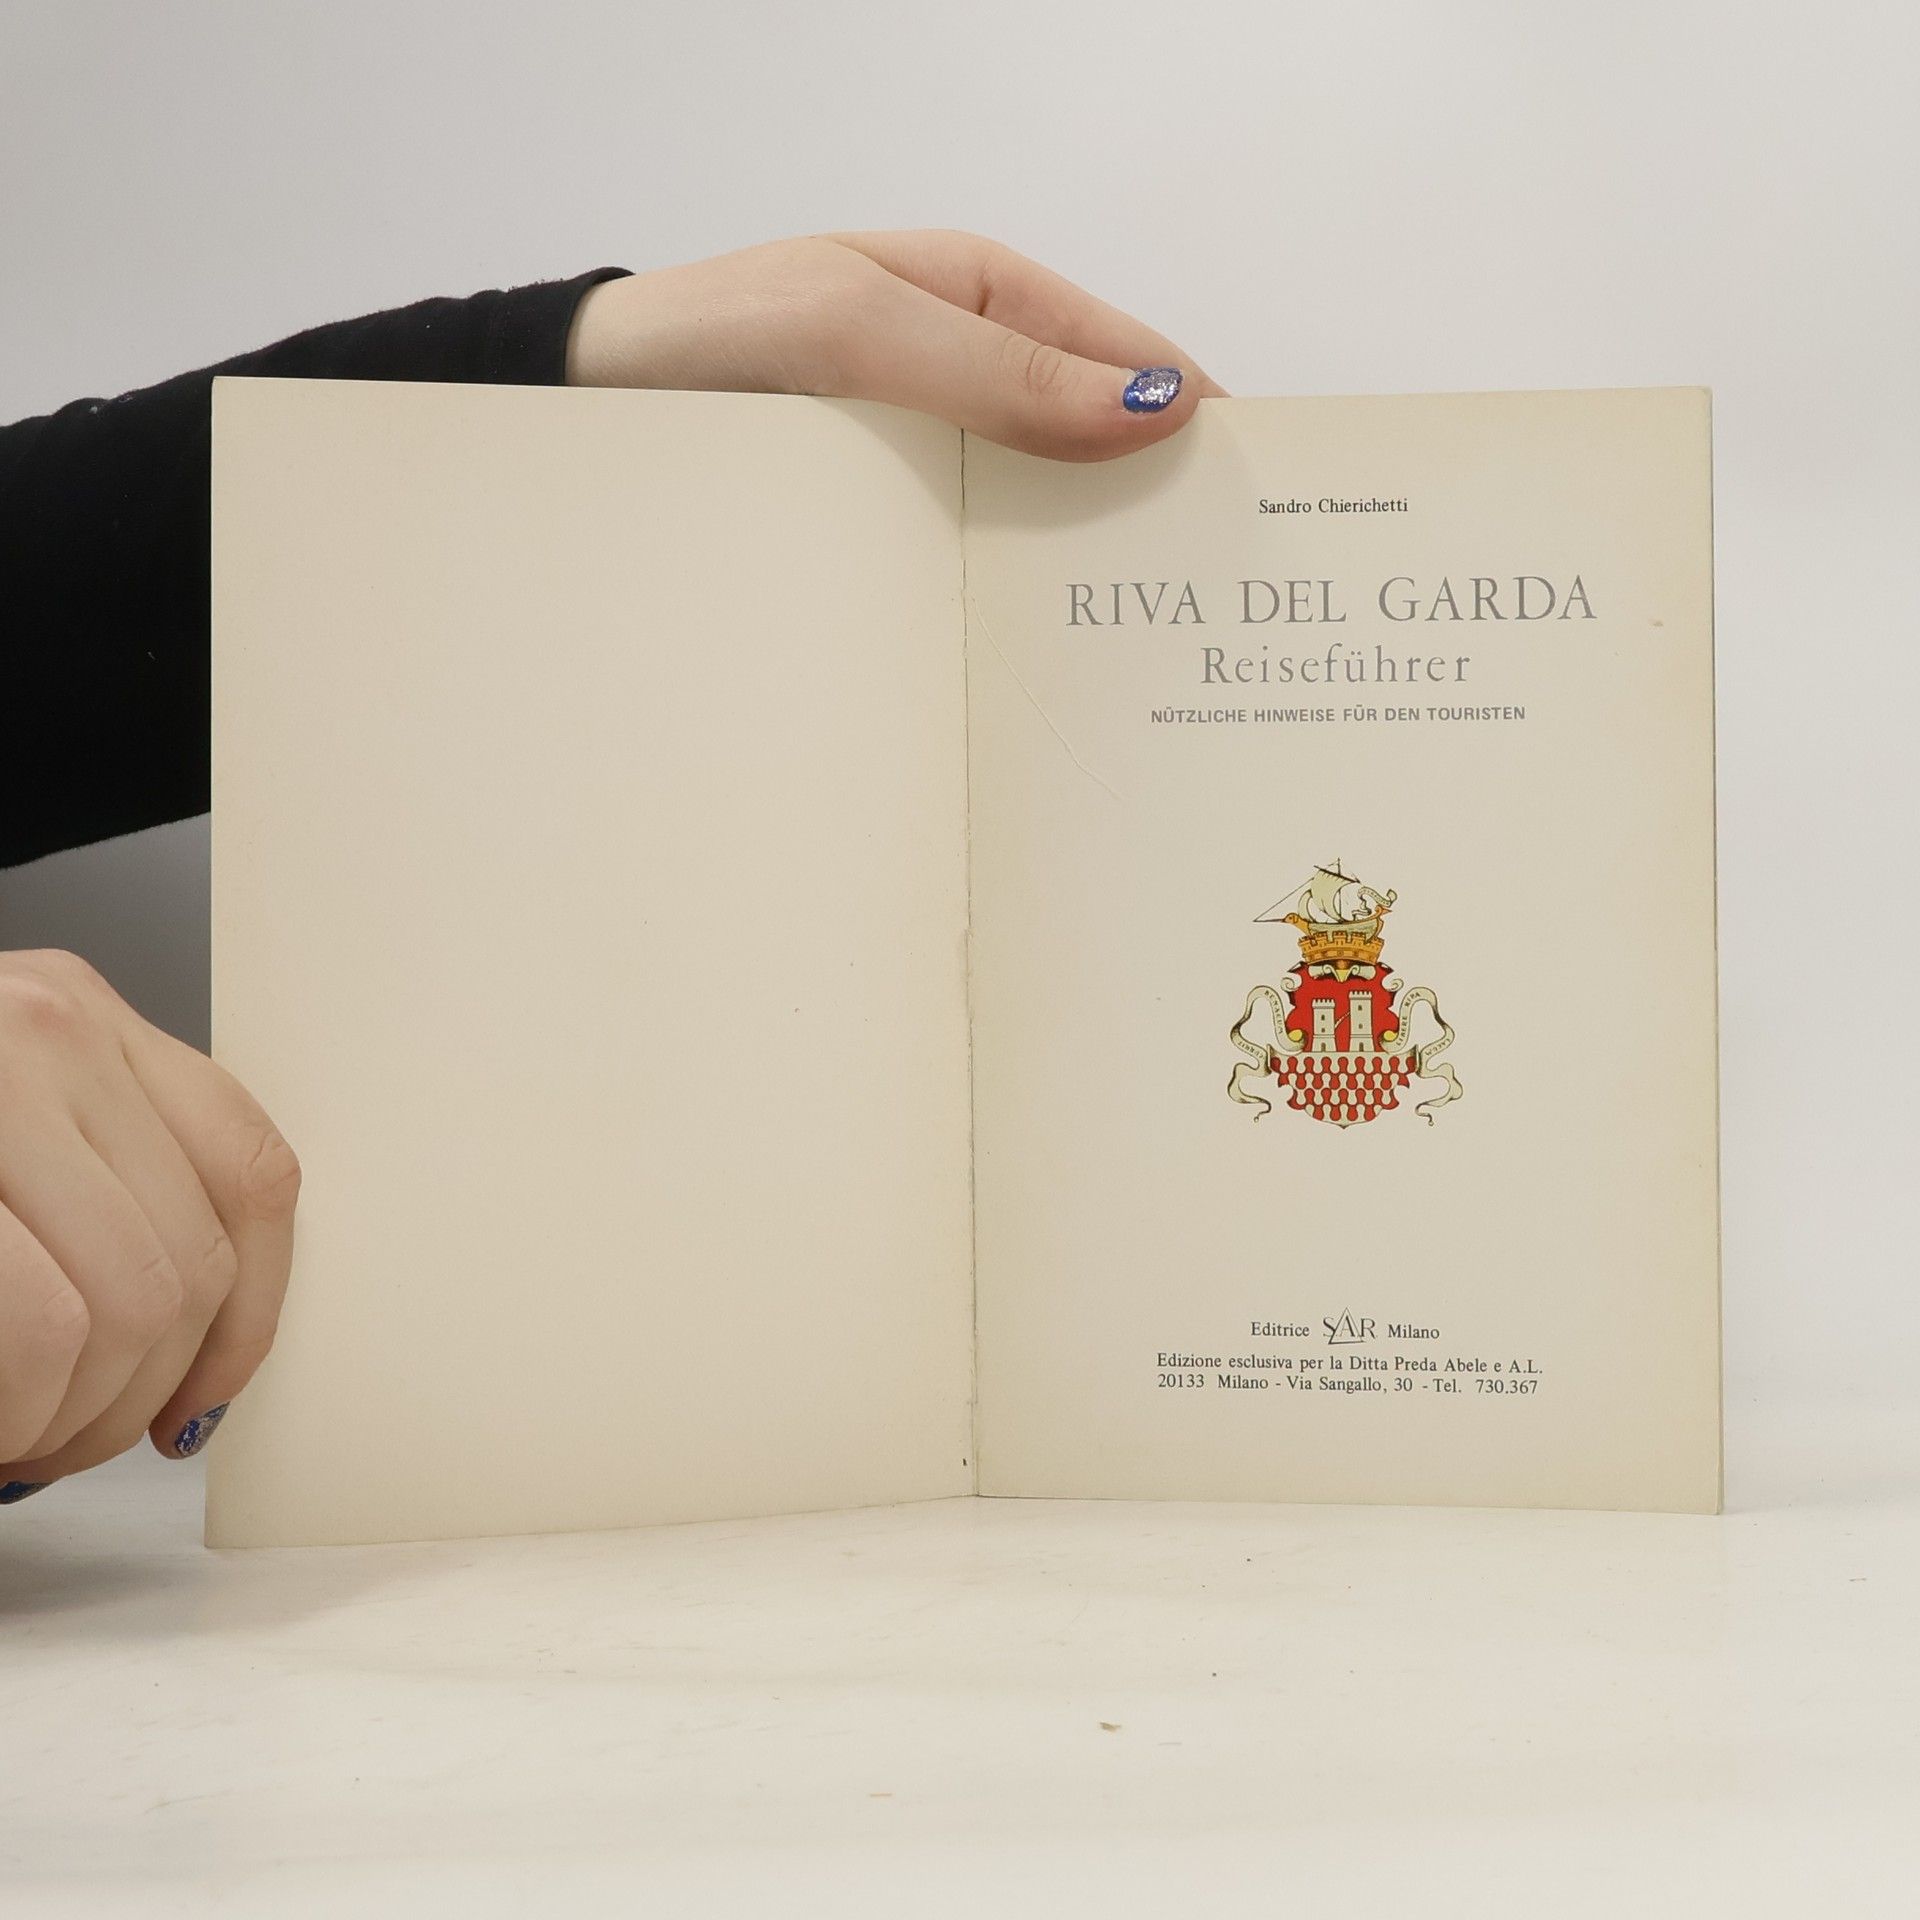 Sandro Chierichetti
RIVA DEL GARDA
Reiseführer
NÜTZLICHE HINWEISE FÜR DEN TOURISTEN
Editrice SAR Milano
Edizione esclusiva per la Ditta Preda Abele e A.L.
20133 Milano - Via Sangallo, 30 - Tel. 730.367